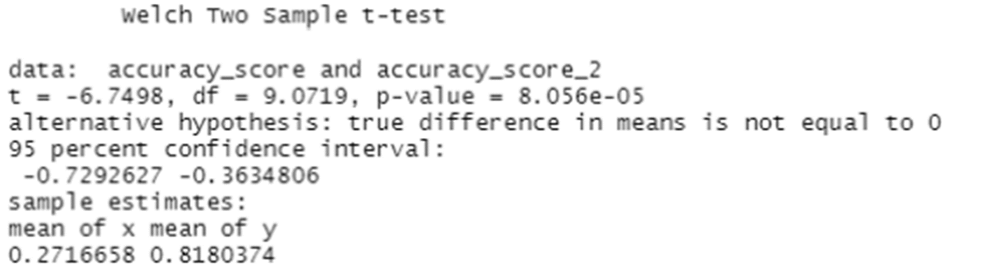 Welch Two Sample t-test
data:  accuracy_score and accuracy_score_2
t = -6.7498, df = 9.0719, p-value = 8.056e-05
alternative hypothesis: true difference in means is not equal to 0
95 percent confidence interval:
 -0.7292627 -0.3634806
sample estimates:
mean of x mean of y
0.2716658 0.8180374